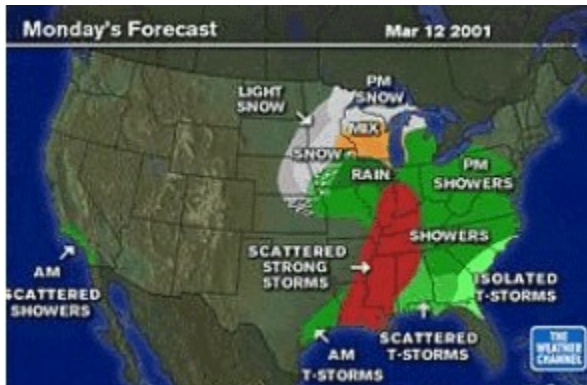 Monday's Forecast
Mar 12 2001
PM
SNOW
LIGHT
SNOW
MIX
SNOW
RAIN
PM
SHOWERS
SHOWERS
SCATTERED
STRONG
STORMS
AM
SCATTERED SHOWERS
ISOLATED
T-STORMS
SCATTERED
T-STORMS
AM
T-STORMS
THE
WEATHER
CHANNEL